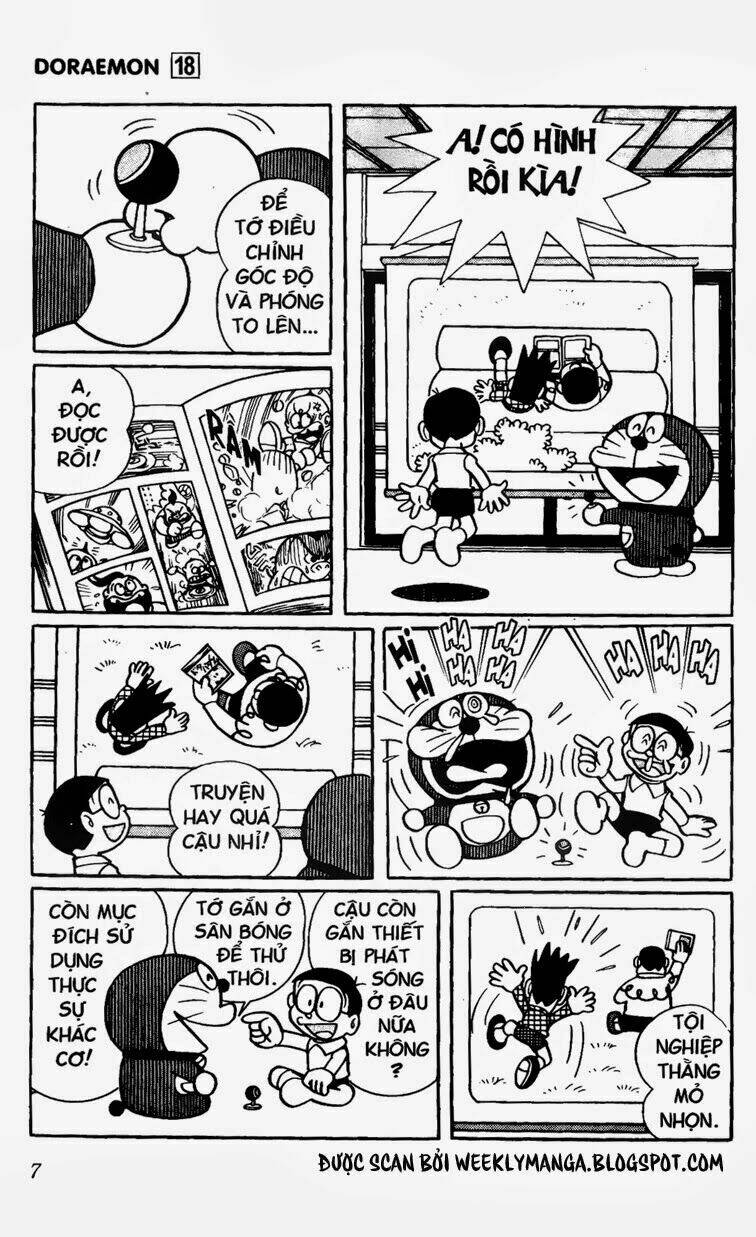 DORAEMON 18
A! CÓ HÌNH
RỒI KÌA!
ĐỂ
TỚ ĐIỀU
CHỈNH
GÓC ĐỘ
VÀ PHÓNG
TO LÊN...
A,
ĐỌC
ĐƯỢC
RỒI!
RẦM
HA HA HA
HA HA
HA HA
HI HI
TRUYỆN
HAY QUÁ
CẬU NHỈ!
TỘI
NGHIỆP
THẰNG
MỎ
NHỌN.
CẬU CÒN
GẮN THIẾT
BỊ PHÁT
SÓNG
Ở ĐÂU
NỮA
KHÔNG
?
TỚ GẮN Ở
SÂN BÓNG
ĐỂ THỬ
THÔI.
CÒN MỤC
ĐÍCH SỬ
DỤNG
THỰC
SỰ
KHÁC
CƠ!
7
ĐƯỢC SCAN BỞI WEEKLYMANGA.BLOGSPOT.COM